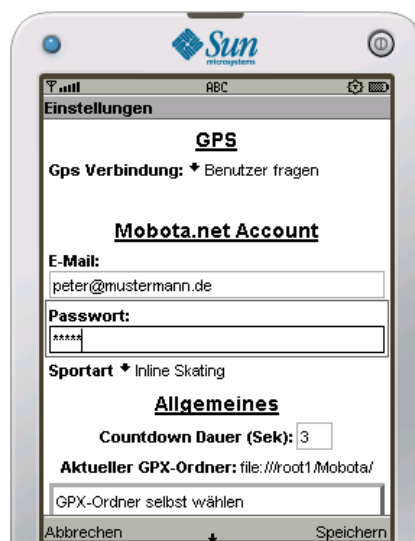 Sun
microsystems
ABC
Einstellungen
GPS
Gps Verbindung: Benutzer fragen
Mobota.net Account
E-Mail:
peter@mustermann.de
Passwort:
*****
Sportart Inline Skating
Allgemeines
Countdown Dauer (Sek): 3
Aktueller GPX-Ordner: file:///root1/Mobota/
GPX-Ordner selbst wählen
Abbrechen Speichern